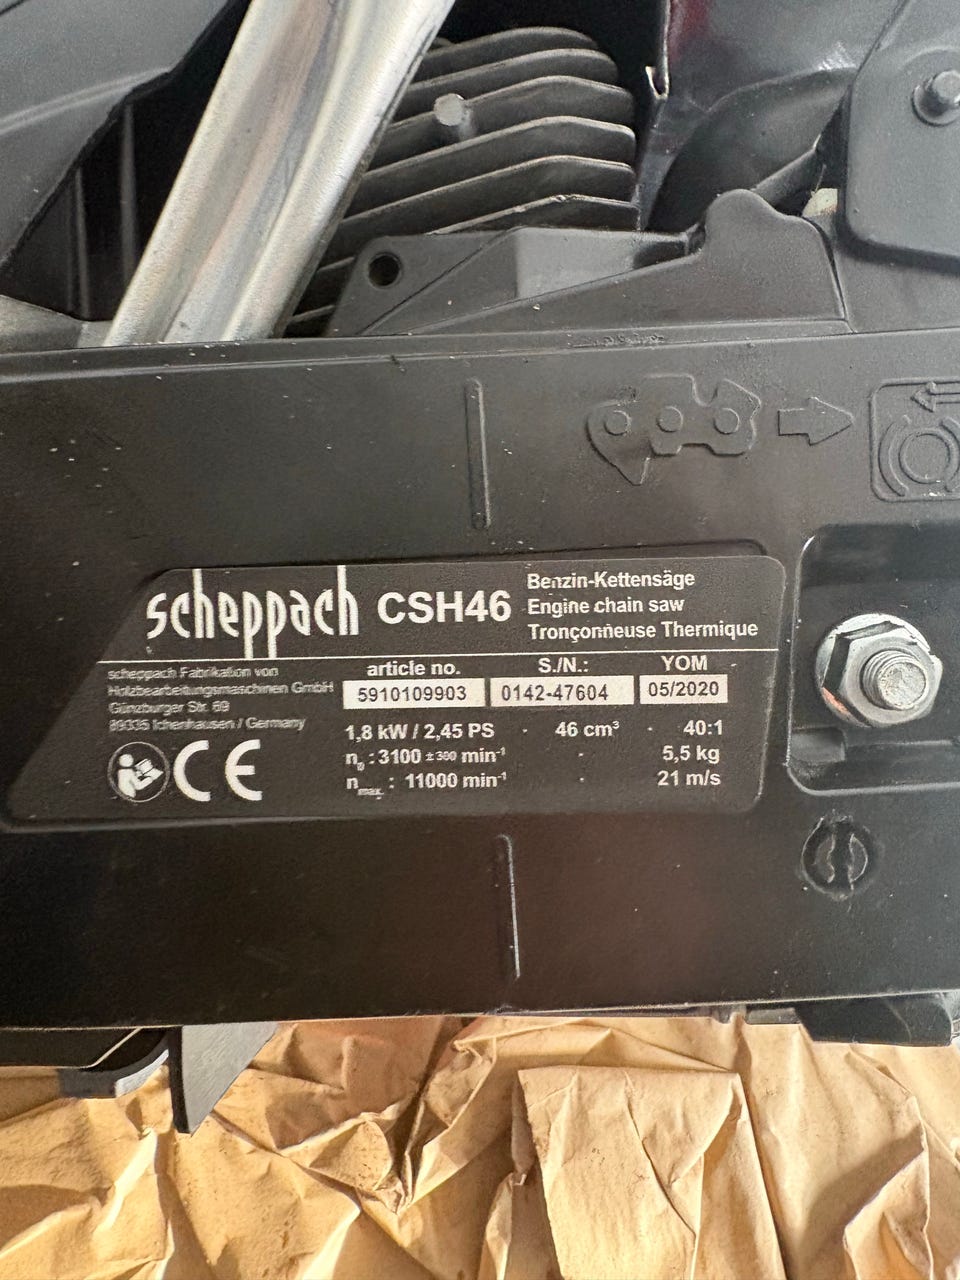 scheppach CSH46
Benzin-Kettensäge
Engine chain saw
Tronçonneuse Thermique
scheppach Fabrikation von
Holzbearbeitungsmaschinen GmbH
Günzburger Str. 69
89335 Ichenhausen / Germany
article no. S./N.: YOM
5910109903 0142-47604 05/2020
1,8 kW / 2,45 PS · 46 cm³ · 40:1
n₀ : 3100 ± 300 min⁻¹ · 5,5 kg
n max. : 11000 min⁻¹ · 21 m/s
CE